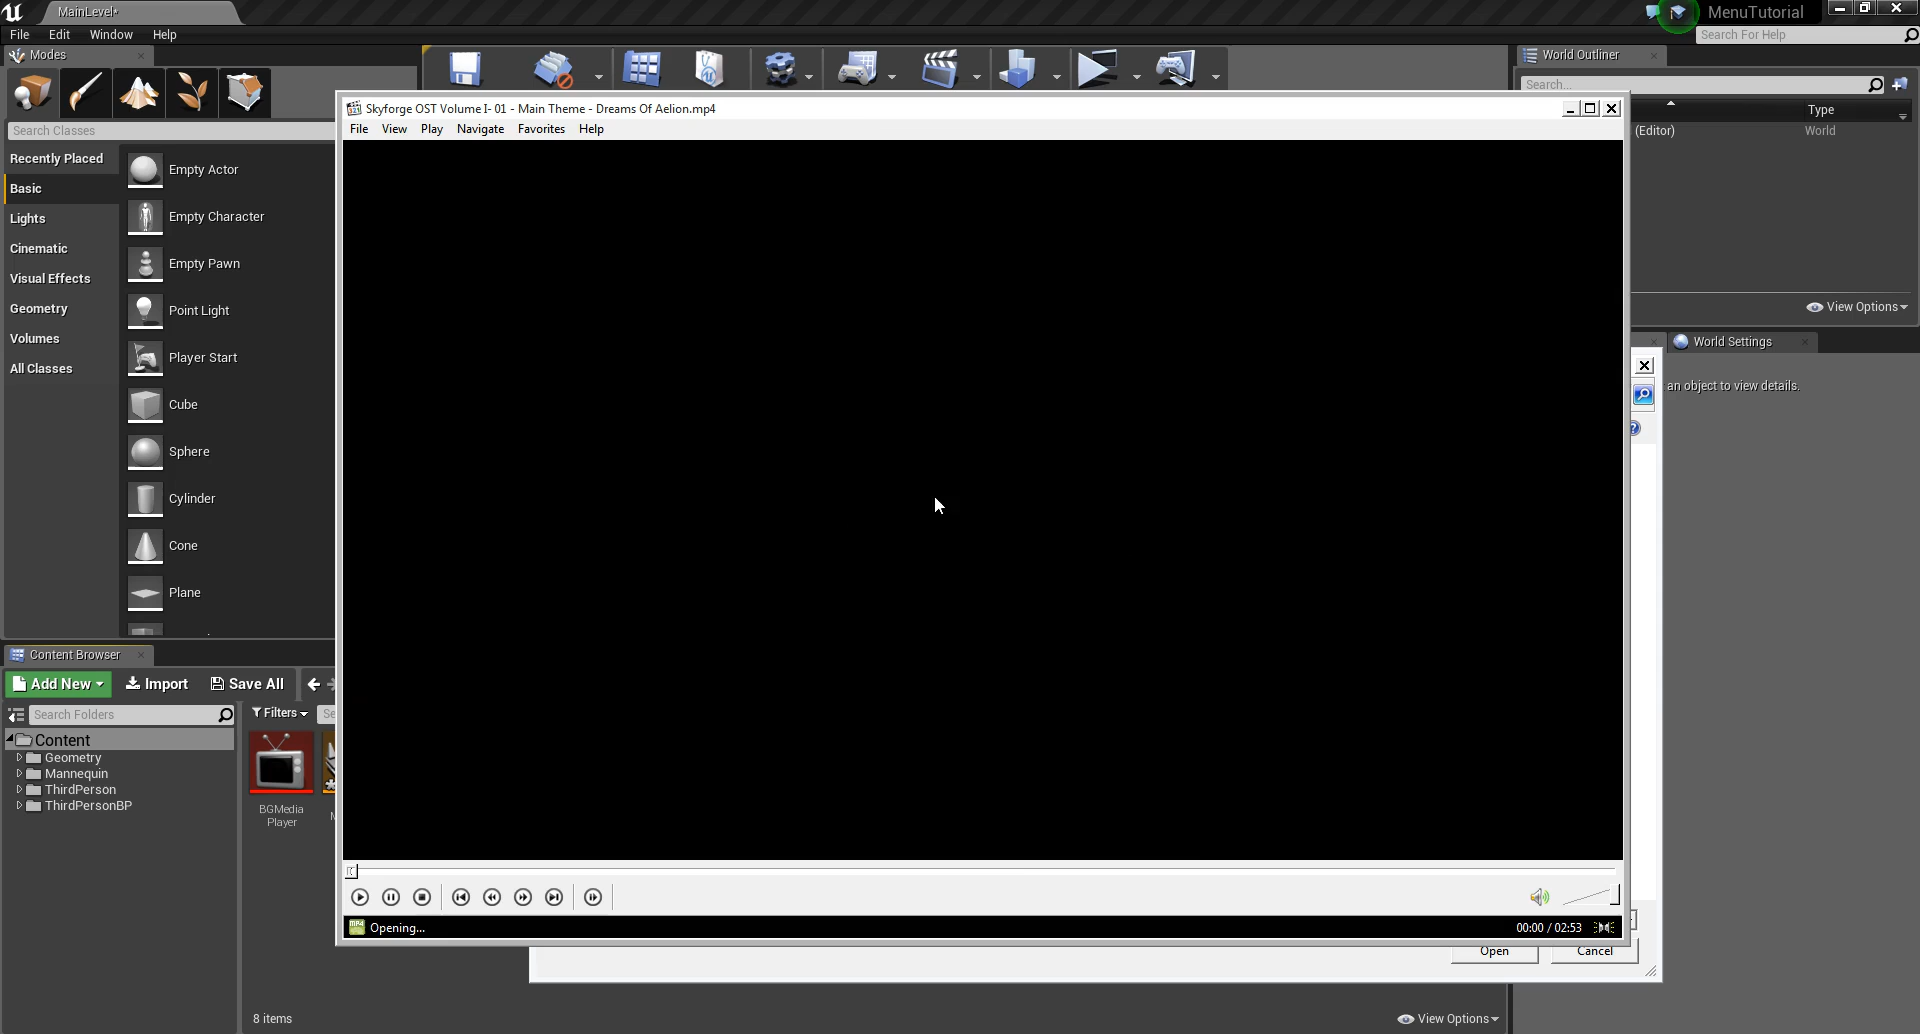 MainLevel*
MenuTutorial
File Edit Window Help
Search For Help
Modes
World Outliner
Search...
Type
(Editor) World
View Options
World Settings
an object to view details.
Search Classes
Recently Placed
Basic
Lights
Cinematic
Visual Effects
Geometry
Volumes
All Classes
Empty Actor
Empty Character
Empty Pawn
Point Light
Player Start
Cube
Sphere
Cylinder
Cone
Plane
Skyforge OST Volume I- 01 - Main Theme - Dreams Of Aelion.mp4
File View Play Navigate Favorites Help
Opening...
00:00 / 02:53
Open Cancel
Content Browser
Add New Import Save All
Search Folders
Filters
Se
Content
Geometry
Mannequin
ThirdPerson
ThirdPersonBP
BGMedia
Player
8 items
View Options